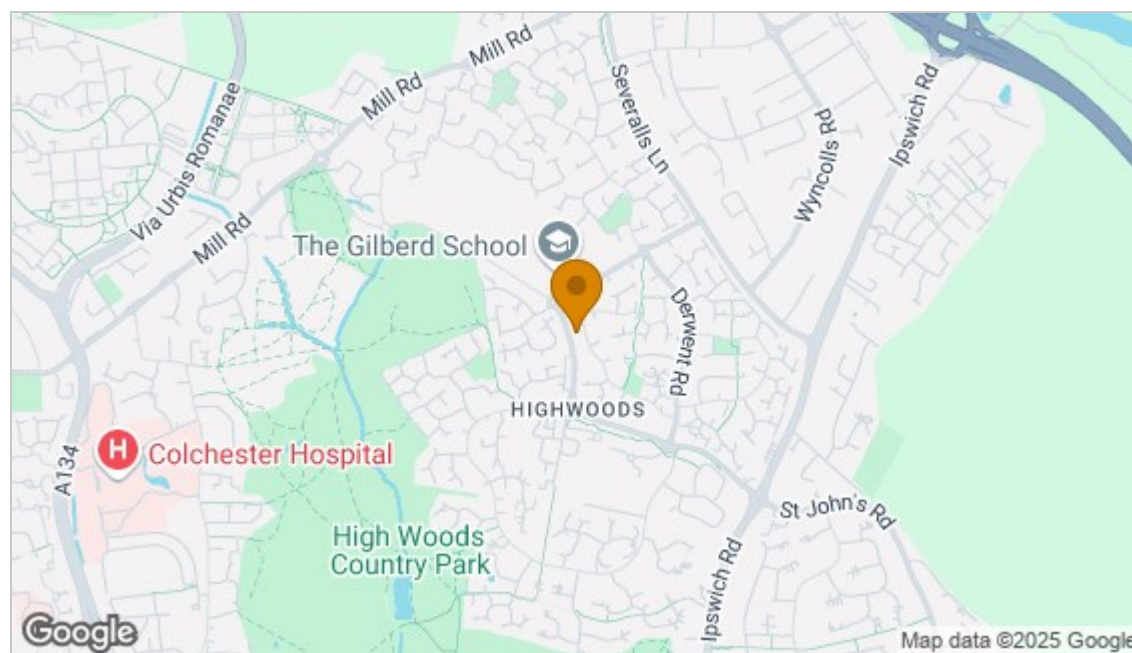 Mill Rd
Mill Rd
Via Urbis Romanae
Mill Rd
Severalls Ln
Ipswich Rd
Wyncolls Rd
The Gilberd School
Derwent Rd
HIGHWOODS
A134
H
Colchester Hospital
St John's Rd
High Woods
Country Park
Ipswich Rd
Google
Map data ©2025 Google